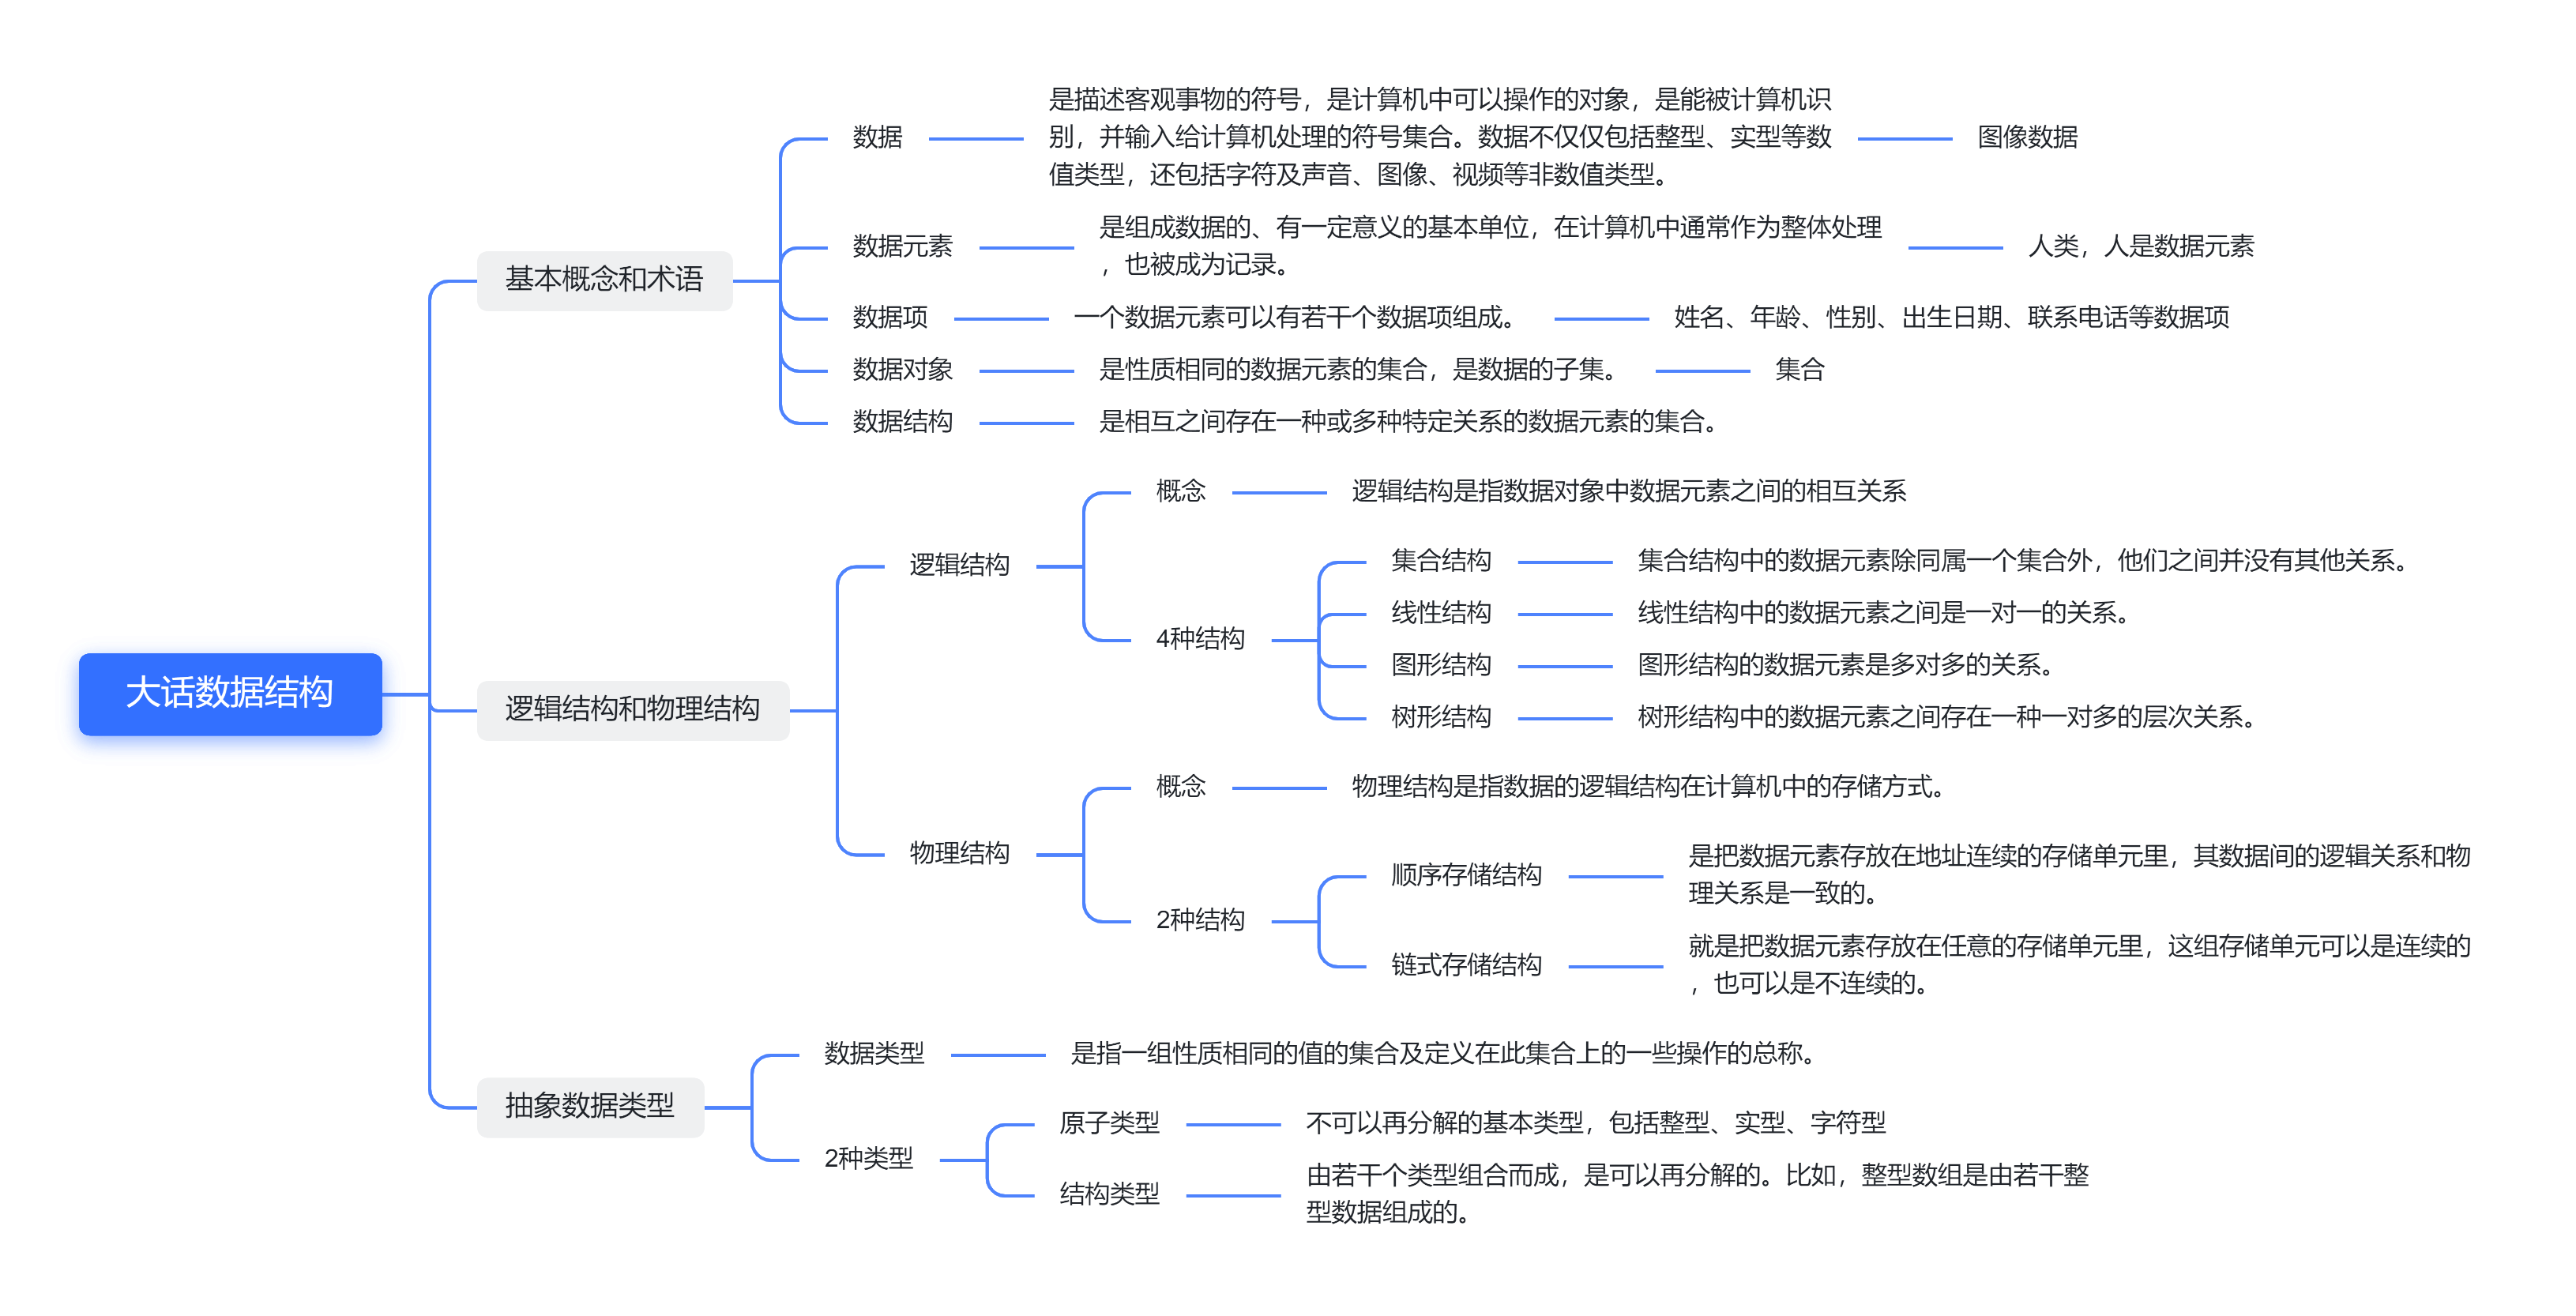 大话数据结构
基本概念和术语
数据
是描述客观事物的符号，是计算机中可以操作的对象，是能被计算机识
别，并输入给计算机处理的符号集合。数据不仅仅包括整型、实型等数
值类型，还包括字符及声音、图像、视频等非数值类型。
图像数据
数据元素
是组成数据的、有一定意义的基本单位，在计算机中通常作为整体处理
，也被成为记录。
人类，人是数据元素
数据项
一个数据元素可以有若干个数据项组成。
姓名、年龄、性别、出生日期、联系电话等数据项
数据对象
是性质相同的数据元素的集合，是数据的子集。
集合
数据结构
是相互之间存在一种或多种特定关系的数据元素的集合。
逻辑结构和物理结构
逻辑结构
概念
逻辑结构是指数据对象中数据元素之间的相互关系
4种结构
集合结构
集合结构中的数据元素除同属一个集合外，他们之间并没有其他关系。
线性结构
线性结构中的数据元素之间是一对一的关系。
图形结构
图形结构的数据元素是多对多的关系。
树形结构
树形结构中的数据元素之间存在一种一对多的层次关系。
物理结构
概念
物理结构是指数据的逻辑结构在计算机中的存储方式。
2种结构
顺序存储结构
是把数据元素存放在地址连续的存储单元里，其数据间的逻辑关系和物
理关系是一致的。
链式存储结构
就是把数据元素存放在任意的存储单元里，这组存储单元可以是连续的
，也可以是不连续的。
抽象数据类型
数据类型
是指一组性质相同的值的集合及定义在此集合上的一些操作的总称。
2种类型
原子类型
不可以再分解的基本类型，包括整型、实型、字符型
结构类型
由若干个类型组合而成，是可以再分解的。比如，整型数组是由若干整
型数据组成的。